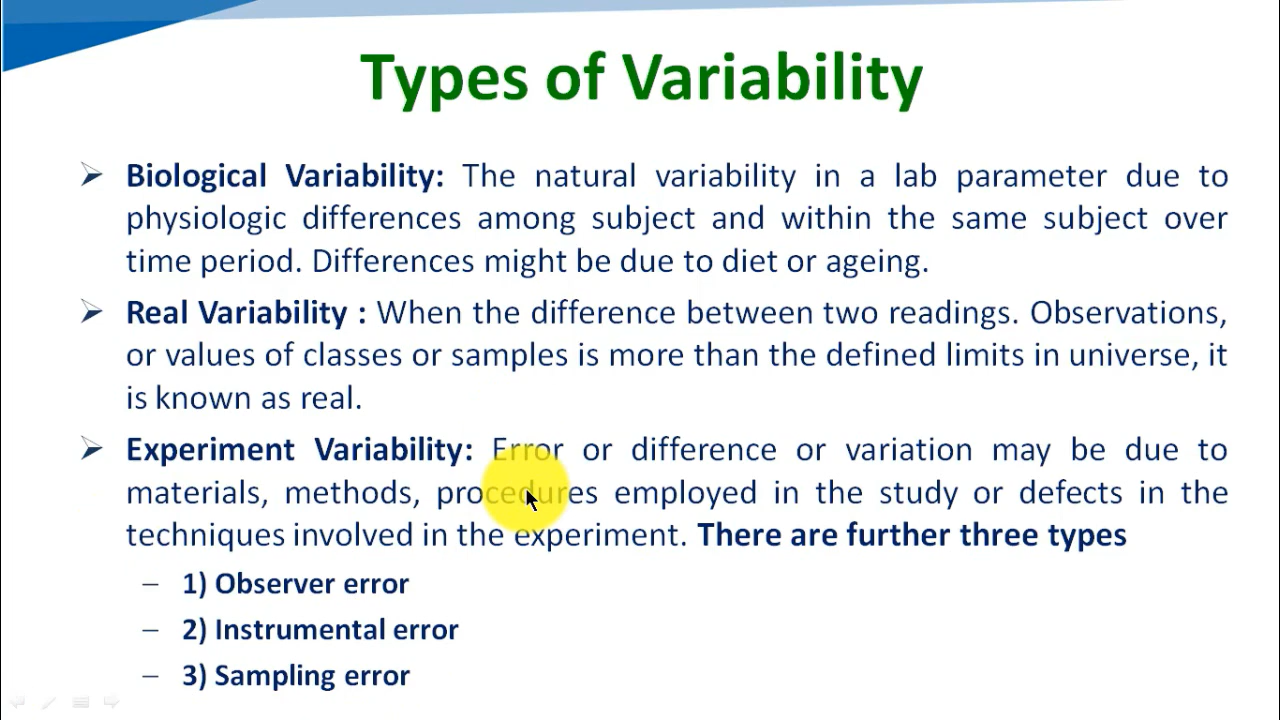 Types of Variability
Biological Variability: The natural variability in a lab parameter due to
physiologic differences among subject and within the same subject over
time period. Differences might be due to diet or ageing.
Real Variability : When the difference between two readings. Observations,
or values of classes or samples is more than the defined limits in universe, it
is known as real.
Experiment Variability: Error or difference or variation may be due to
materials, methods, procedures employed in the study or defects in the
techniques involved in the experiment. There are further three types
– 1) Observer error
– 2) Instrumental error
– 3) Sampling error